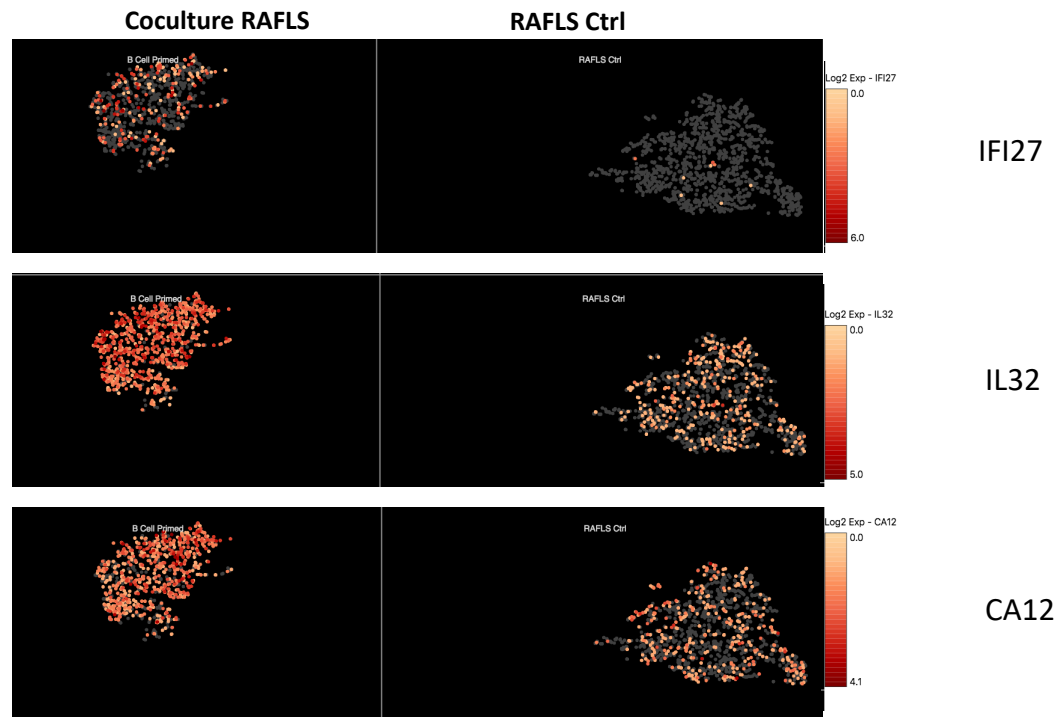 Coculture RAFLS
RAFLS Ctrl
B Cell Primed
RAFLS Ctrl
Log2 Exp - IFI27
0.0
6.0
IFI27
B Cell Primed
RAFLS Ctrl
Log2 Exp - IL32
0.0
5.0
IL32
B Cell Primed
RAFLS Ctrl
Log2 Exp - CA12
0.0
4.1
CA12